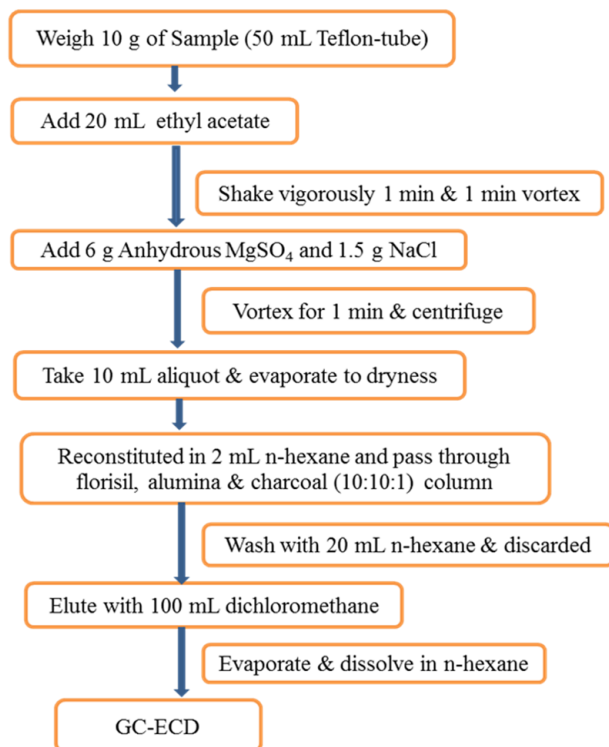 Weigh 10 g of Sample (50 mL Teflon-tube)
Add 20 mL ethyl acetate
Shake vigorously 1 min & 1 min vortex
Add 6 g Anhydrous MgSO₄ and 1.5 g NaCl
Vortex for 1 min & centrifuge
Take 10 mL aliquot & evaporate to dryness
Reconstituted in 2 mL n-hexane and pass through
florisil, alumina & charcoal (10:10:1) column
Wash with 20 mL n-hexane & discarded
Elute with 100 mL dichloromethane
Evaporate & dissolve in n-hexane
GC-ECD